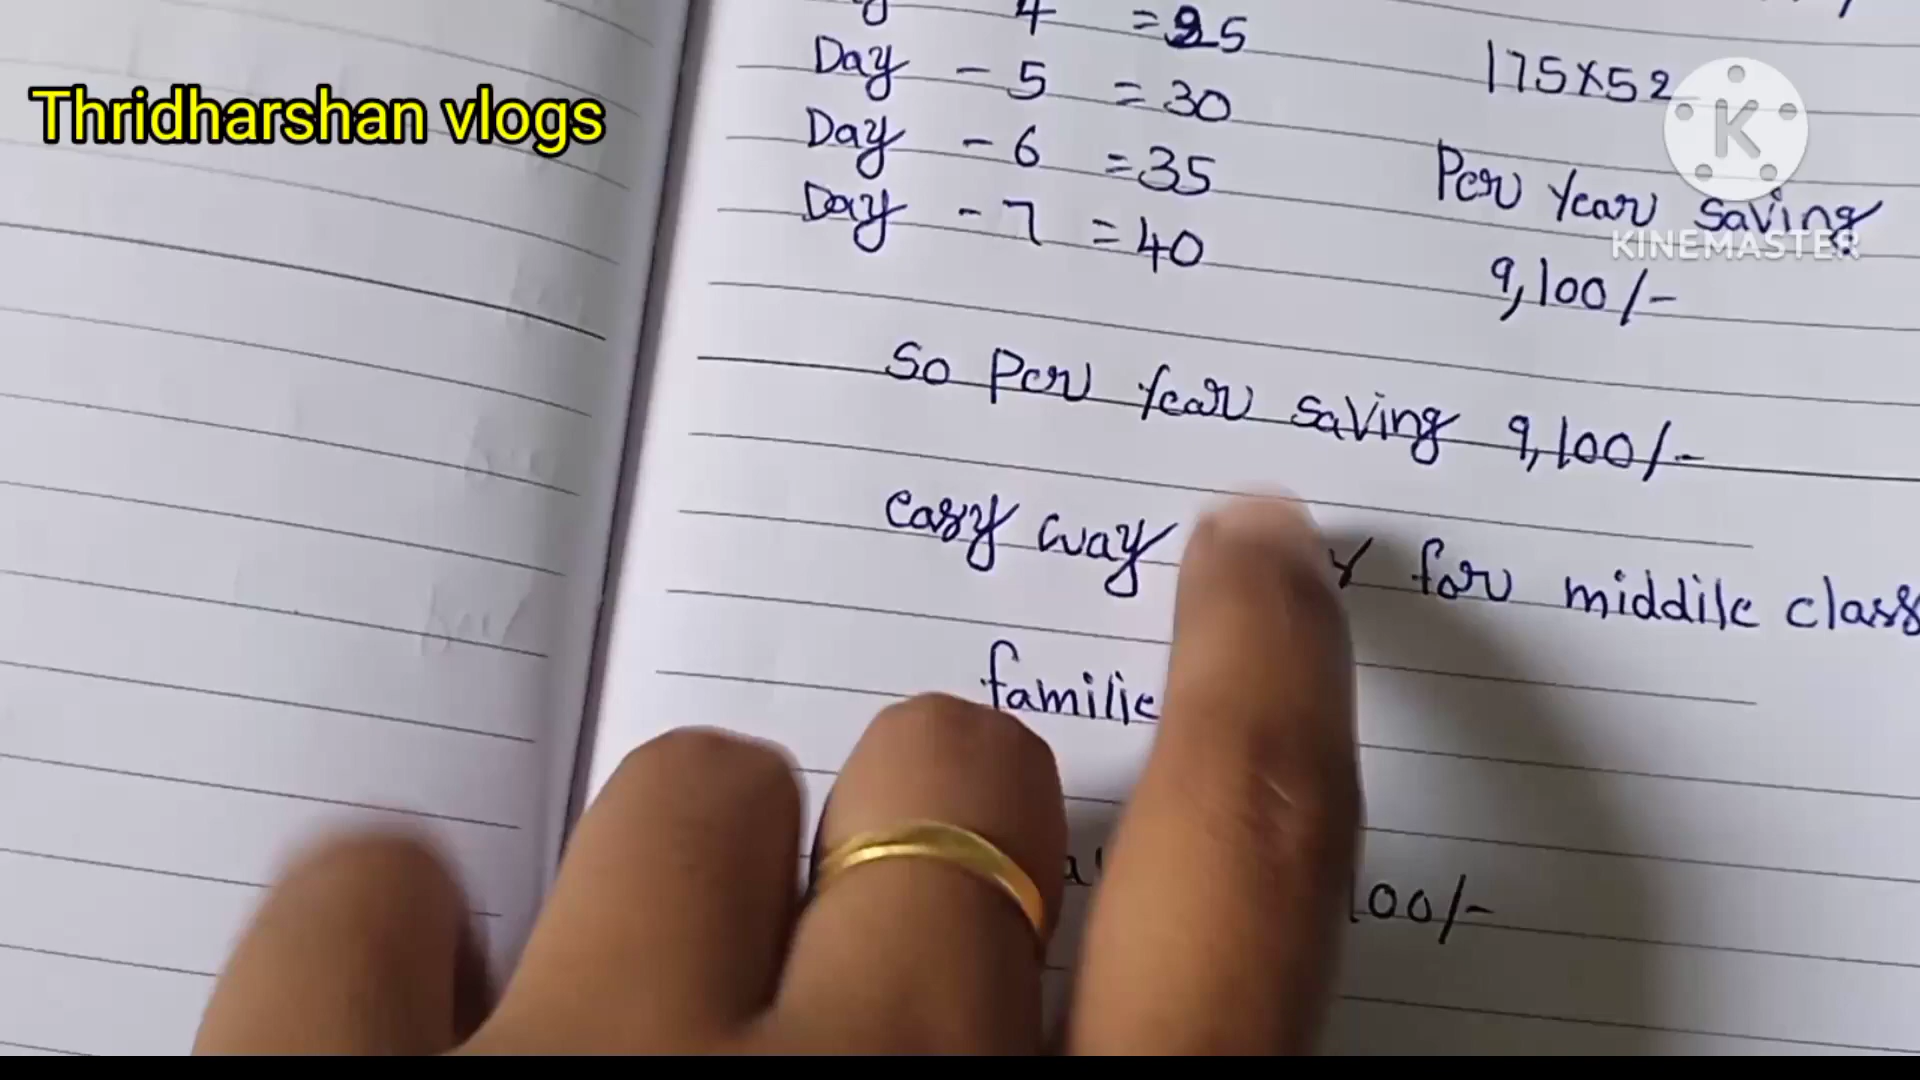 Thridharshan vlogs
4 = 25
Day - 5 = 30
Day - 6 = 35
Day - 7 = 40
175x52
Per Year saving
9,100/-
KINEMASTER
So Per Year saving 9,100/-
easy way for middile class
familie
00/-